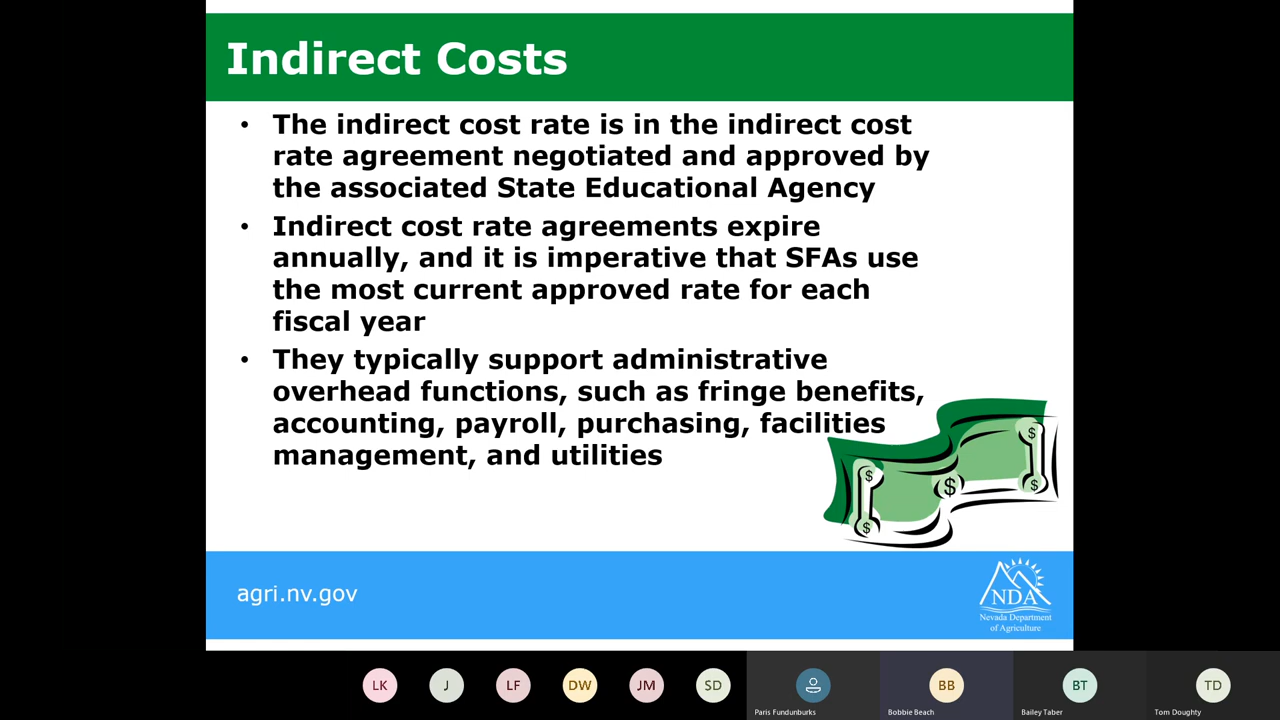 Indirect Costs
• The indirect cost rate is in the indirect cost
rate agreement negotiated and approved by
the associated State Educational Agency
• Indirect cost rate agreements expire
annually, and it is imperative that SFAs use
the most current approved rate for each
fiscal year
• They typically support administrative
overhead functions, such as fringe benefits,
accounting, payroll, purchasing, facilities
management, and utilities
$ $
$ $ $
agri.nv.gov
NDA
Nevada Department
of Agriculture
LK J LF DW JM SD BB BT TD
Paris Fundunburks Bobbie Beach Bailey Taber Tom Doughty